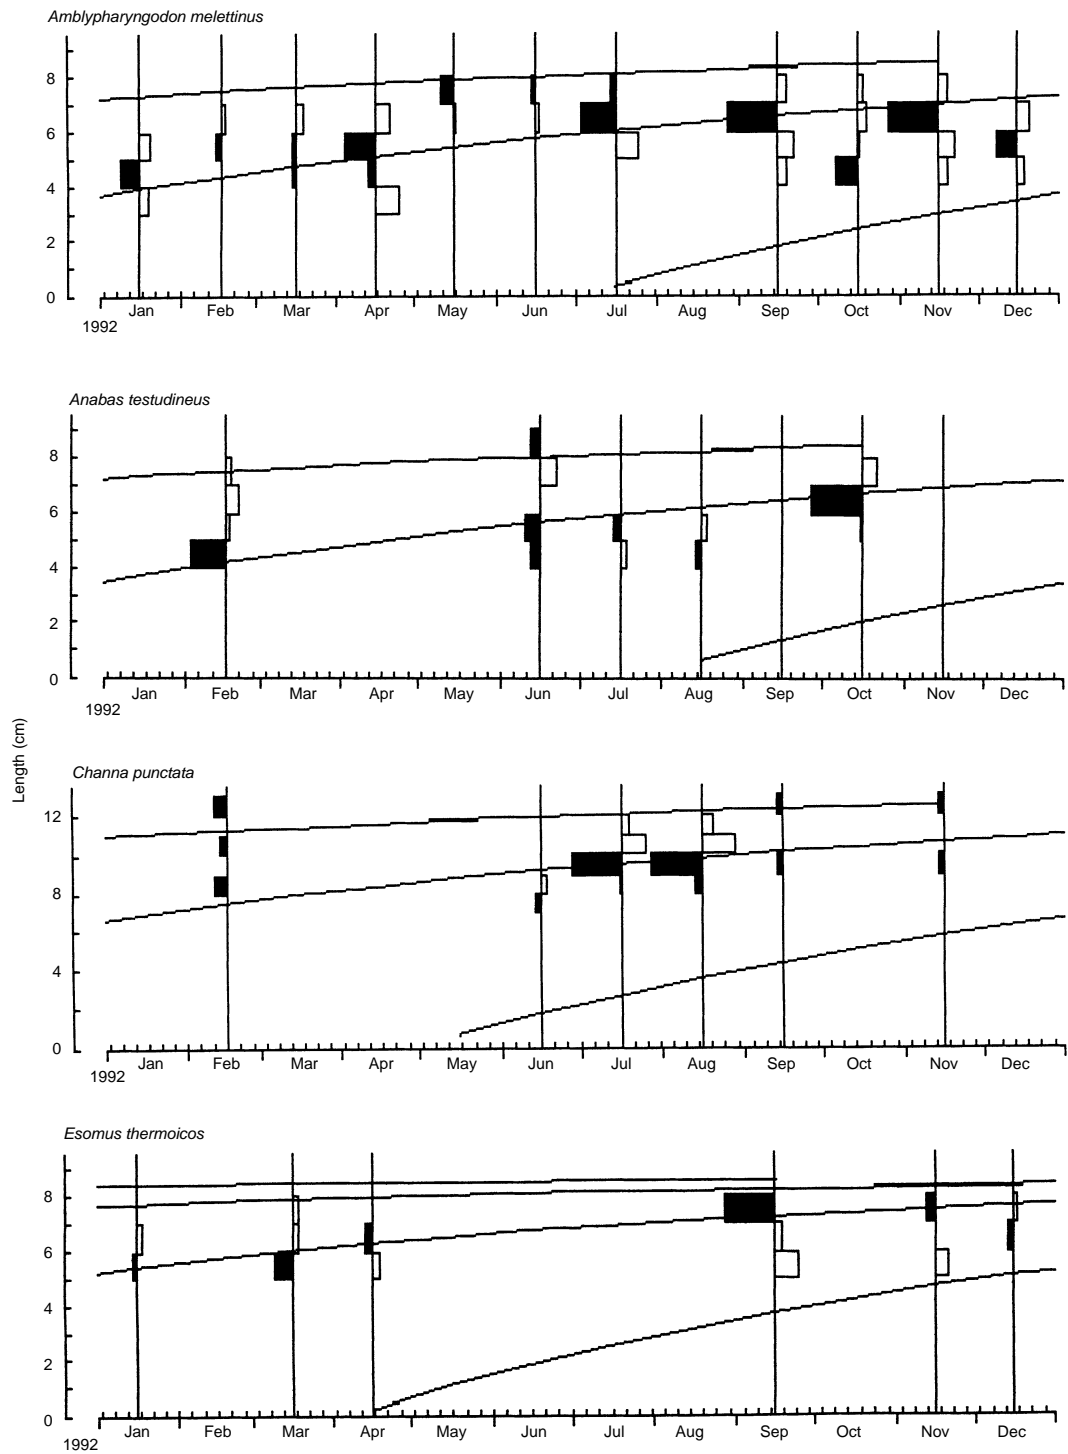 Amblypharyngodon melettinus
8
6
4
2
0
Jan Feb Mar Apr May Jun Jul Aug Sep Oct Nov Dec
1992
Anabas testudineus
8
6
4
2
0
Jan Feb Mar Apr May Jun Jul Aug Sep Oct Nov Dec
1992
Length (cm)
Channa punctata
12
8
4
0
Jan Feb Mar Apr May Jun Jul Aug Sep Oct Nov Dec
1992
Esomus thermoicos
8
6
4
2
0
Jan Feb Mar Apr May Jun Jul Aug Sep Oct Nov Dec
1992